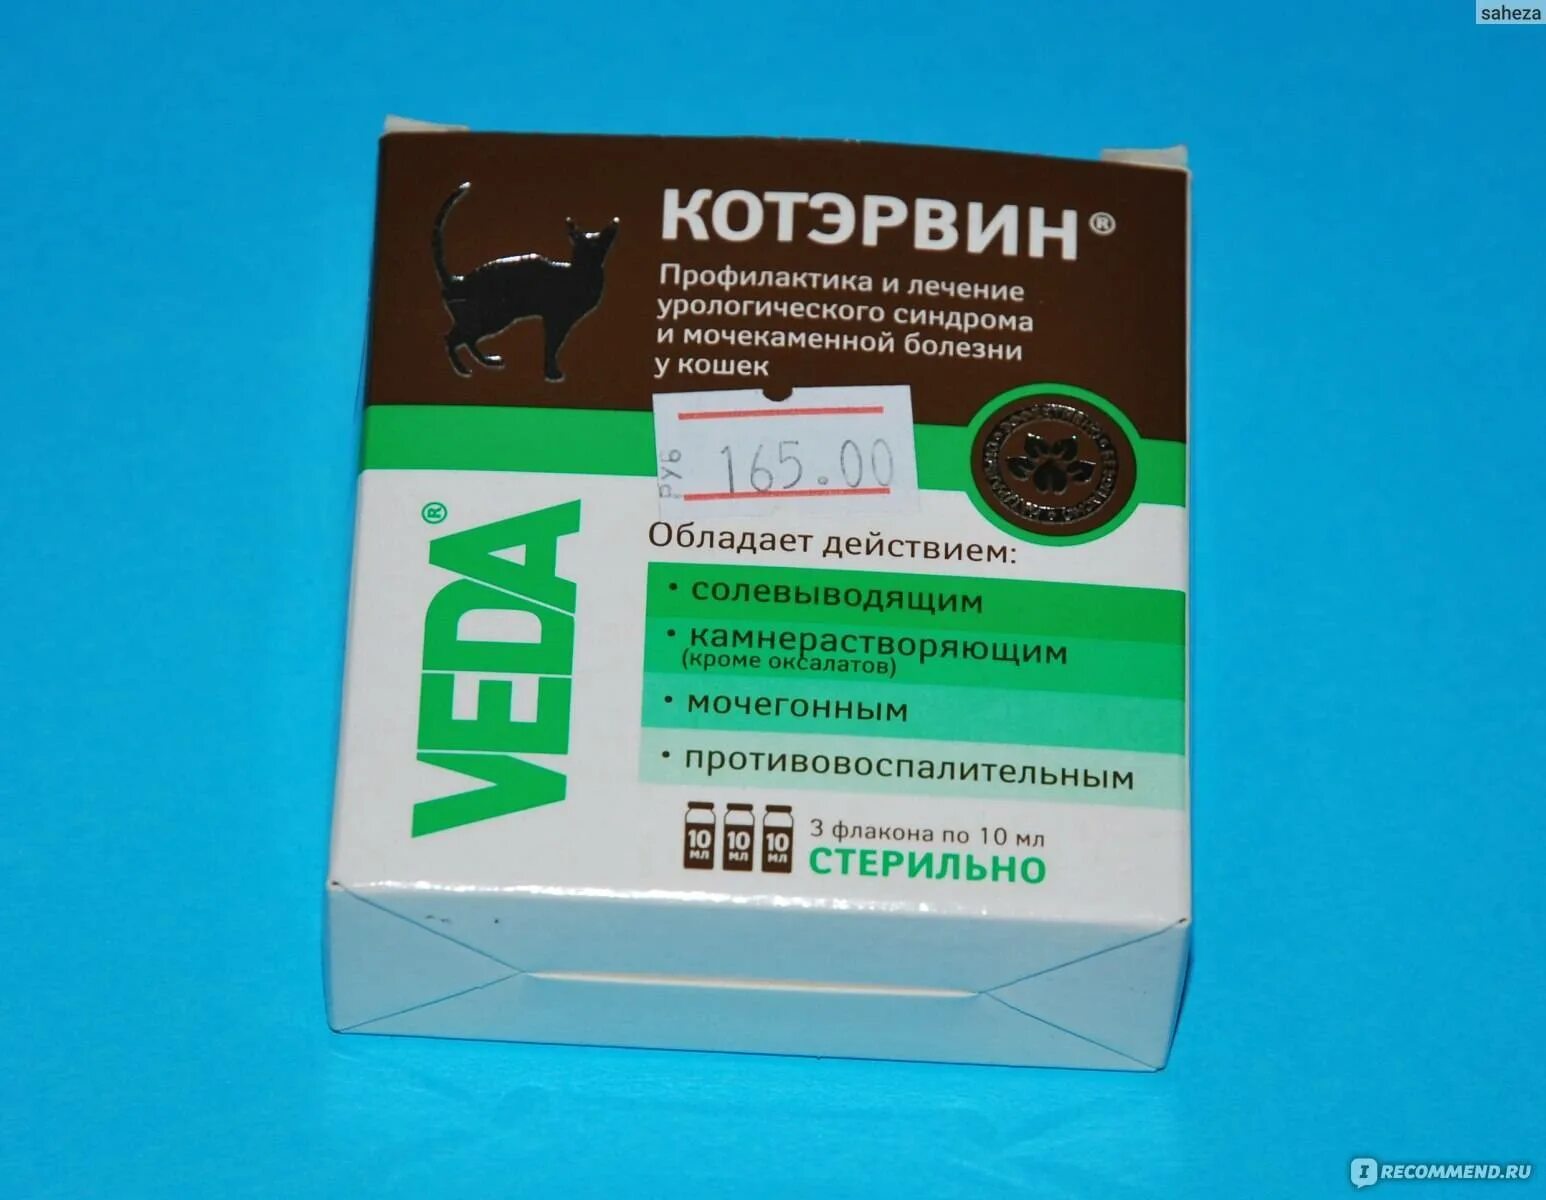 saheza
КОТЭРВИН®
Профилактика и лечение
урологического синдрома
и мочекаменной болезни
у кошек
РУБ 165.00
VEDA®
Обладает действием:
• солевыводящим
• камнерастворяющим
(кроме оксалатов)
• мочегонным
• противовоспалительным
10 мл 10 мл 10 мл
3 флакона по 10 мл
СТЕРИЛЬНО
IRECOMMEND.RU